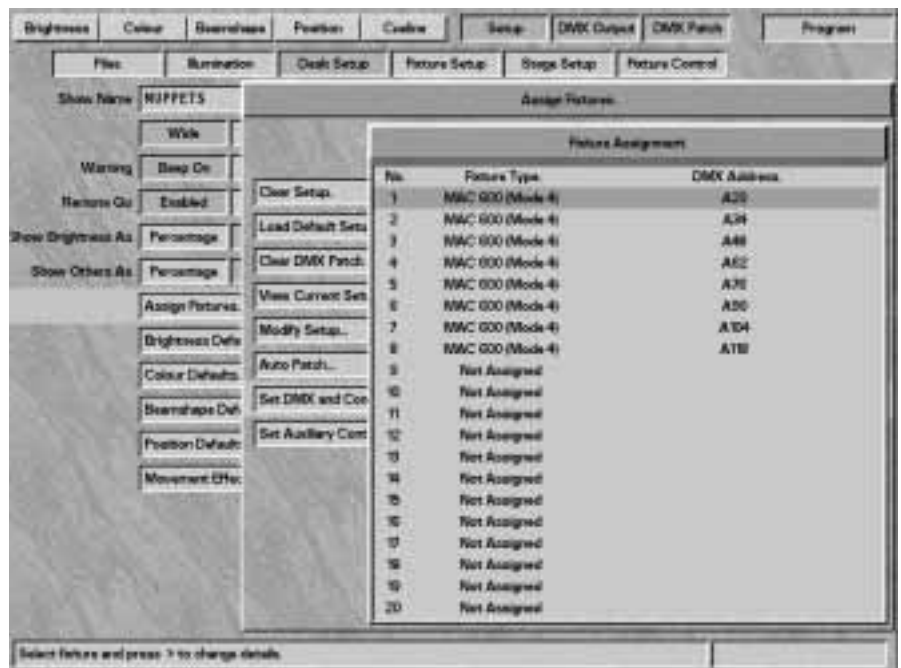 Brightness Colour Beamshape Position Cueline Setup DMX Output DMX Patch Program
Files Illumination Desk Setup Fixture Setup Stage Setup Fixture Control
Show Name MUPPETS
Assign Fixtures
Wide
Fixture Assignment
Warning Beep On
No. Fixture Type DMX Address
Remote Go Enabled
Show Brightness As Percentage
Show Others As Percentage
Assign Fixtures..
Brightness Defa
Colour Defaults..
Beamshape Defa
Position Defaults
Movement Effec
Clear Setup.
Load Default Setu
Clear DMX Patch
View Current Set
Modify Setup...
Auto Patch...
Set DMX and Con
Set Auxiliary Cont
1 MAC 600 (Mode 4) A20
2 MAC 600 (Mode 4) A34
3 MAC 600 (Mode 4) A48
4 MAC 600 (Mode 4) A62
5 MAC 600 (Mode 4) A76
6 MAC 600 (Mode 4) A90
7 MAC 600 (Mode 4) A104
8 MAC 600 (Mode 4) A118
9 Not Assigned
10 Not Assigned
11 Not Assigned
12 Not Assigned
13 Not Assigned
14 Not Assigned
15 Not Assigned
16 Not Assigned
17 Not Assigned
18 Not Assigned
19 Not Assigned
20 Not Assigned
Select fixture and press ? to change details.